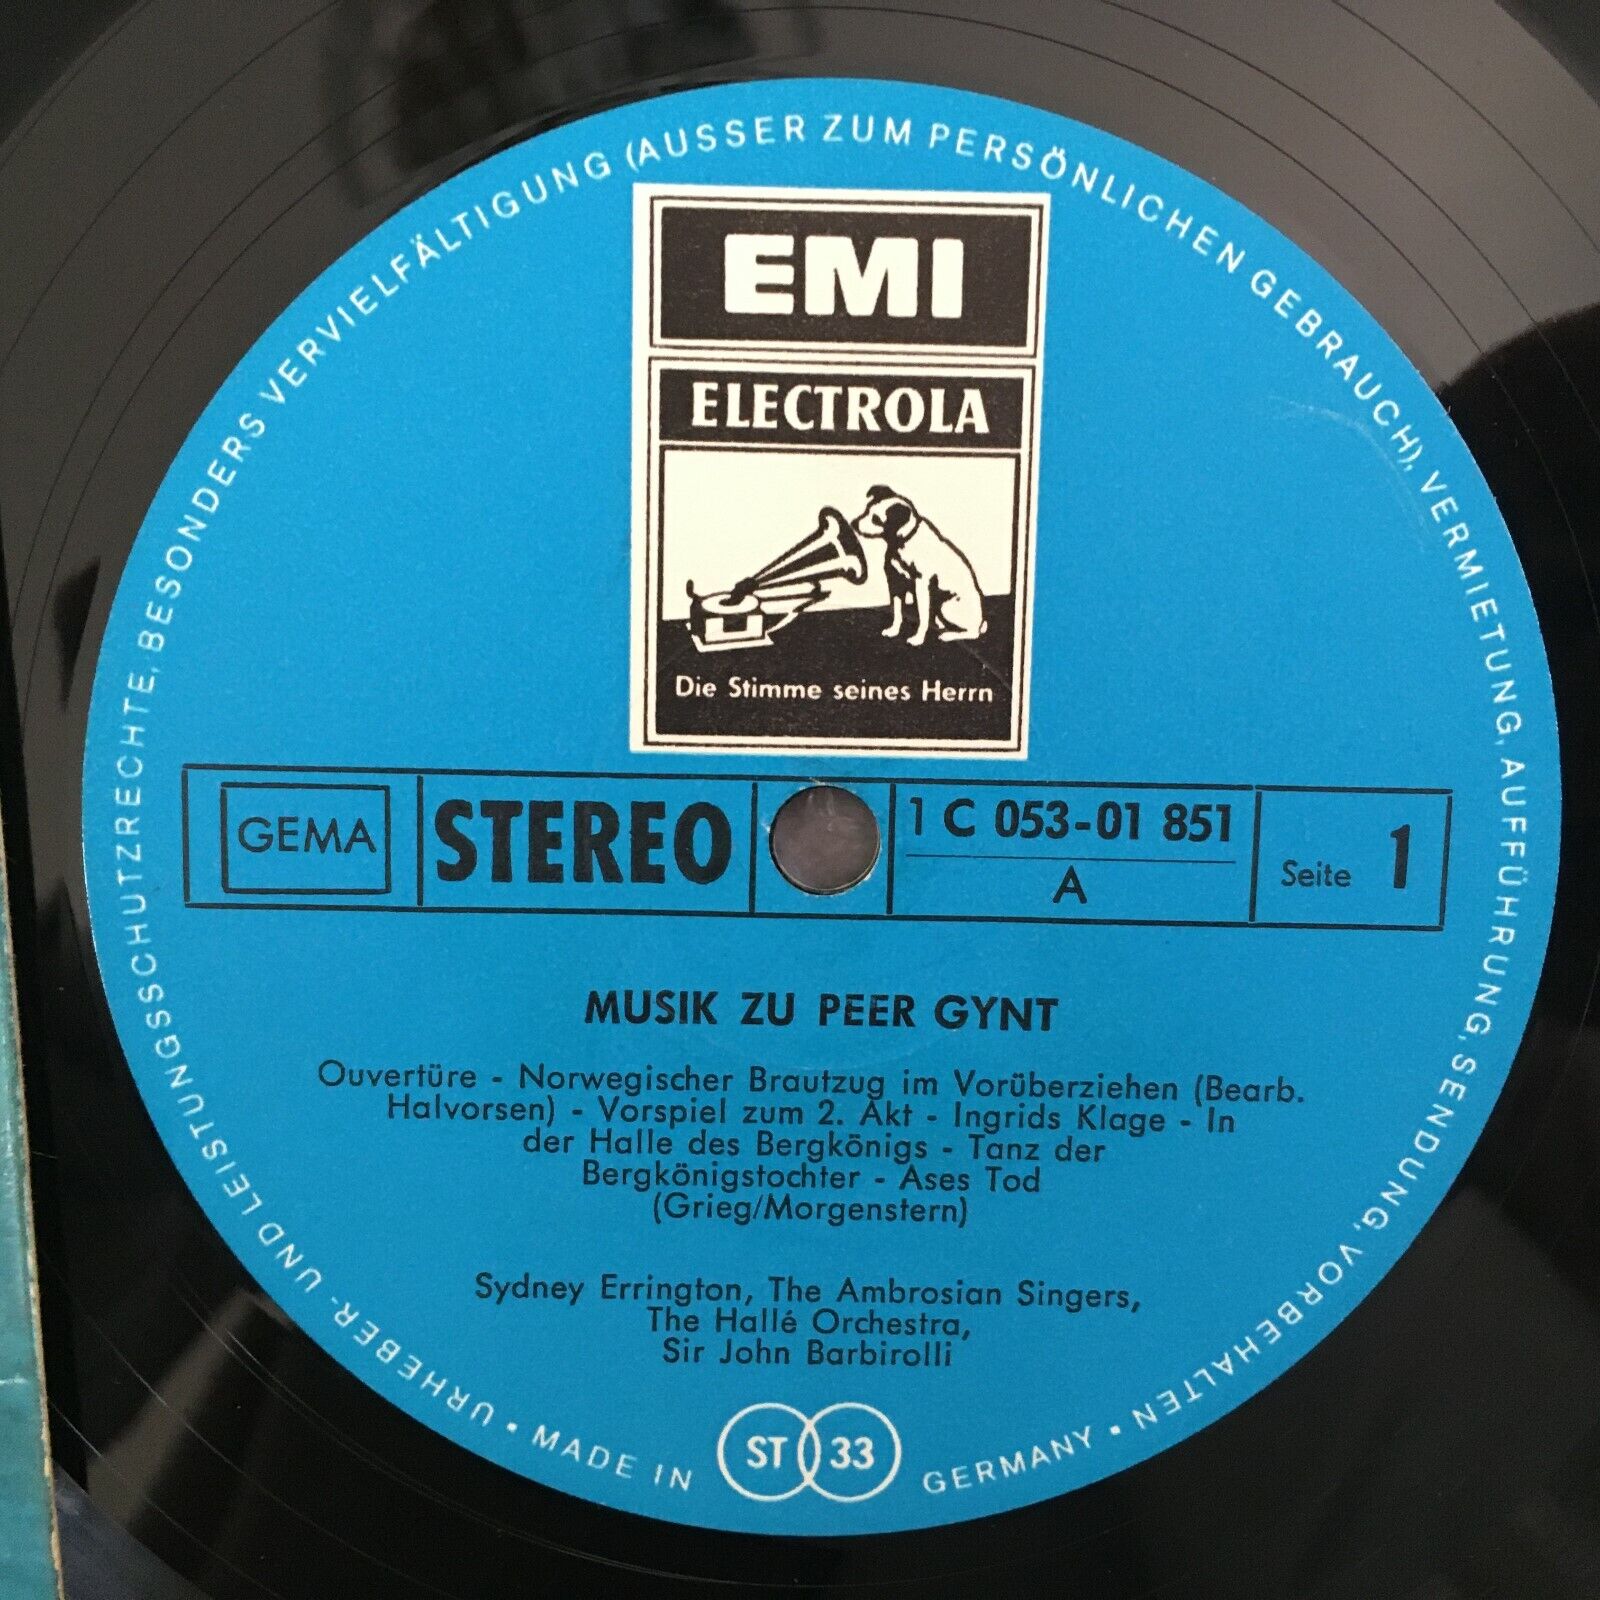 URHEBER- UND LEISTUNGSSCHUTZRECHTE, BESONDERS VERVIELFÄLTIGUNG (AUSSER ZUM PERSÖNLICHEN GEBRAUCH), VERMIETUNG, AUFFÜHRUNG, SENDUNG, VORBEHALTEN •
EMI
ELECTROLA
Die Stimme seines Herrn
GEMA
STEREO
1 C 053-01 851
A
Seite 1
MUSIK ZU PEER GYNT
Ouvertüre - Norwegischer Brautzug im Vorüberziehen (Bearb.
Halvorsen) - Vorspiel zum 2. Akt - Ingrids Klage - In
der Halle des Bergkönigs - Tanz der
Bergkönigstochter - Ases Tod
(Grieg/Morgenstern)
Sydney Errington, The Ambrosian Singers,
The Hallé Orchestra,
Sir John Barbirolli
• MADE IN
ST 33
GERMANY